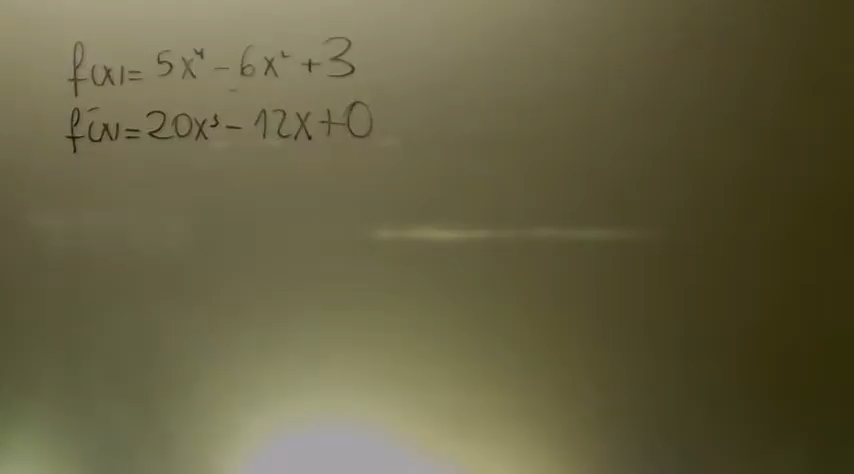 f(x)= 5x⁴ - 6x² + 3
f'(x)= 20x³ - 12x + 0